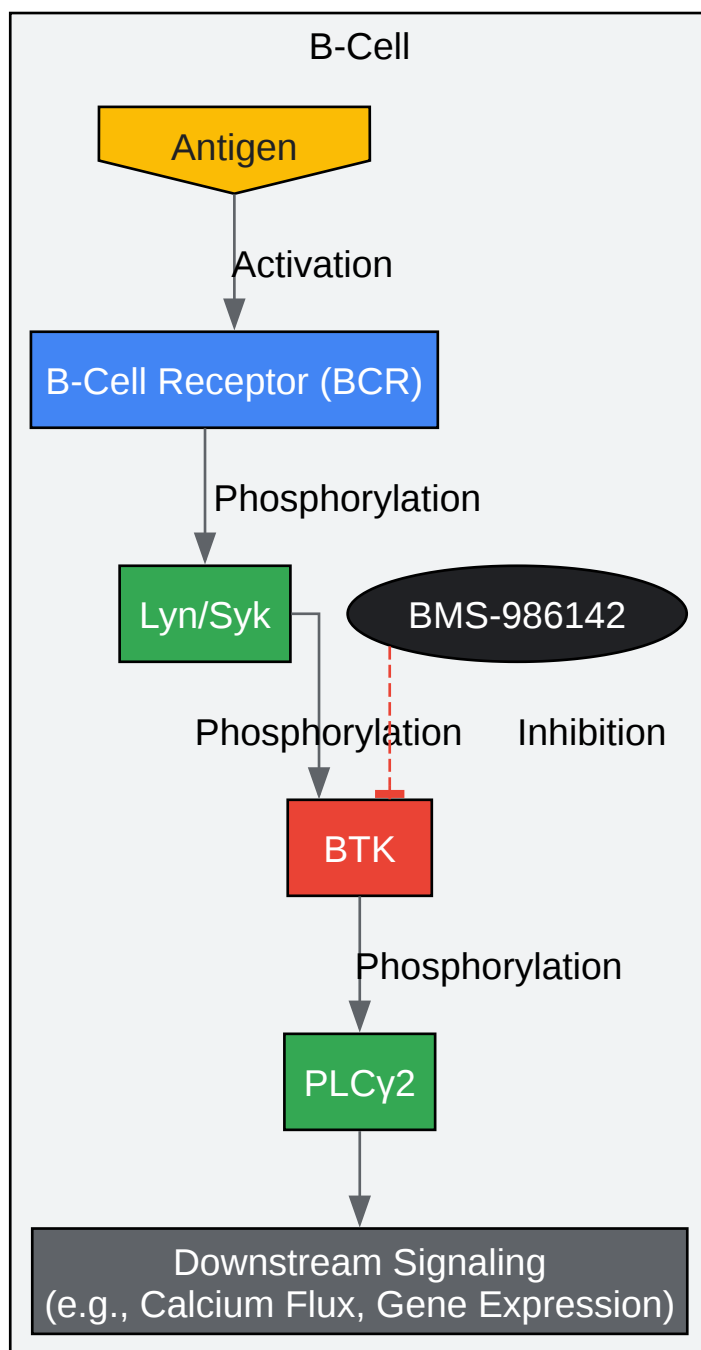 B-Cell
Antigen
Activation
B-Cell Receptor (BCR)
Phosphorylation
Lyn/Syk
BMS-986142
Phosphorylation
Inhibition
BTK
Phosphorylation
PLCγ2
Downstream Signaling
(e.g., Calcium Flux, Gene Expression)